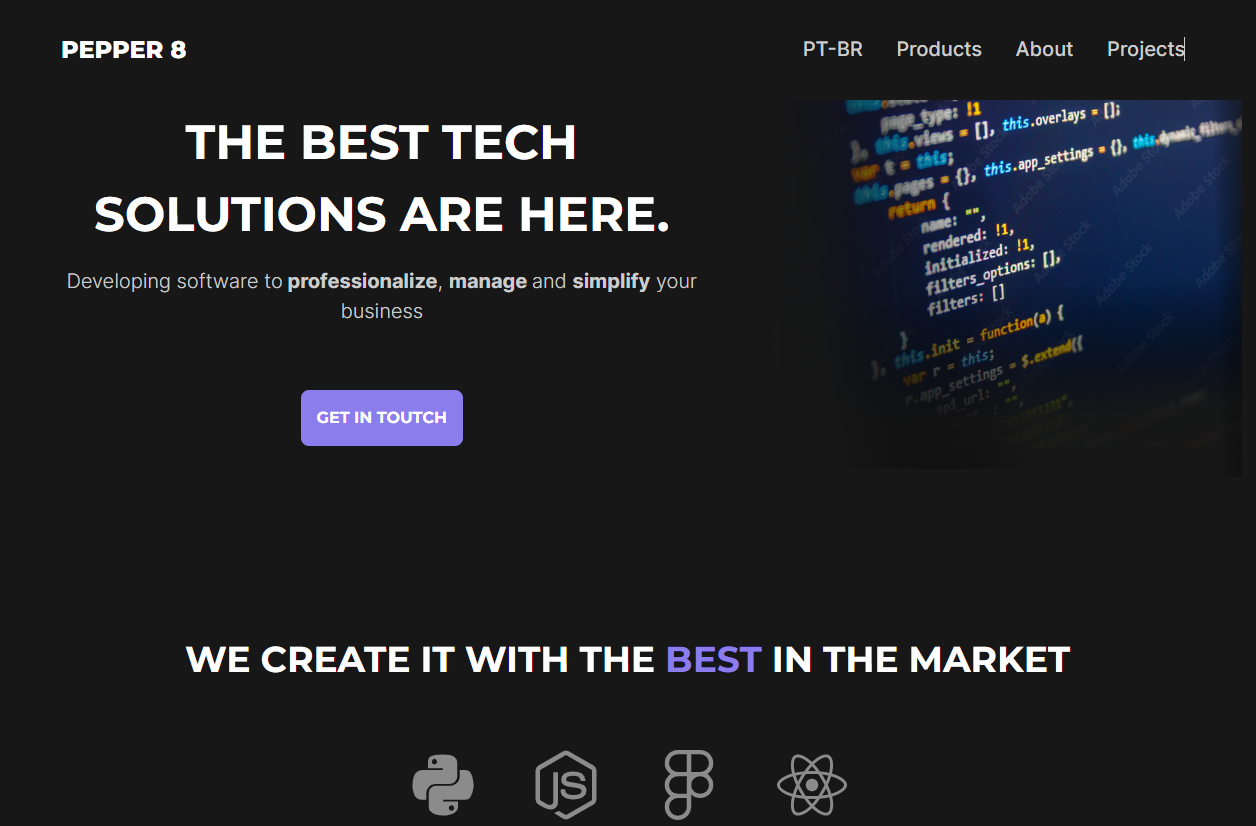 PEPPER 8
PT-BR Products About Projects
THE BEST TECH
SOLUTIONS ARE HERE.
Developing software to professionalize, manage and simplify your
business
GET IN TOUTCH
page_type: !1
}, this.views = [], this.overlays = [];
var t = this;
this.pages = {}, this.app_settings = {}, this.dynamic_filters_
return {
name: "",
rendered: !1,
initialized: !1,
filters_options: [],
filters: []
}
}, this.init = function(a) {
var r = this;
r.app_settings = $.extend({
api_url: "",
Adobe Stock
WE CREATE IT WITH THE BEST IN THE MARKET
JS